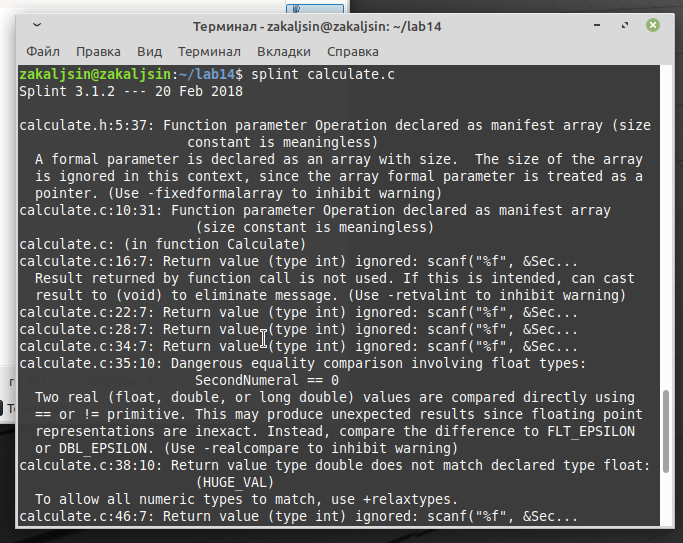 Терминал - zakaljsin@zakaljsin: ~/lab14
Файл Правка Вид Терминал Вкладки Справка
zakaljsin@zakaljsin:~/lab14$ splint calculate.c
Splint 3.1.2 --- 20 Feb 2018
calculate.h:5:37: Function parameter Operation declared as manifest array (size
constant is meaningless)
A formal parameter is declared as an array with size.  The size of the array
is ignored in this context, since the array formal parameter is treated as a
pointer. (Use -fixedformalarray to inhibit warning)
calculate.c:10:31: Function parameter Operation declared as manifest array
(size constant is meaningless)
calculate.c: (in function Calculate)
calculate.c:16:7: Return value (type int) ignored: scanf("%f", &Sec...
Result returned by function call is not used. If this is intended, can cast
result to (void) to eliminate message. (Use -retvalint to inhibit warning)
calculate.c:22:7: Return value (type int) ignored: scanf("%f", &Sec...
calculate.c:28:7: Return value (type int) ignored: scanf("%f", &Sec...
calculate.c:34:7: Return value (type int) ignored: scanf("%f", &Sec...
calculate.c:35:10: Dangerous equality comparison involving float types:
SecondNumeral == 0
Two real (float, double, or long double) values are compared directly using
== or != primitive. This may produce unexpected results since floating point
representations are inexact. Instead, compare the difference to FLT_EPSILON
or DBL_EPSILON. (Use -realcompare to inhibit warning)
calculate.c:38:10: Return value type double does not match declared type float:
(HUGE_VAL)
To allow all numeric types to match, use +relaxtypes.
calculate.c:46:7: Return value (type int) ignored: scanf("%f", &Sec...